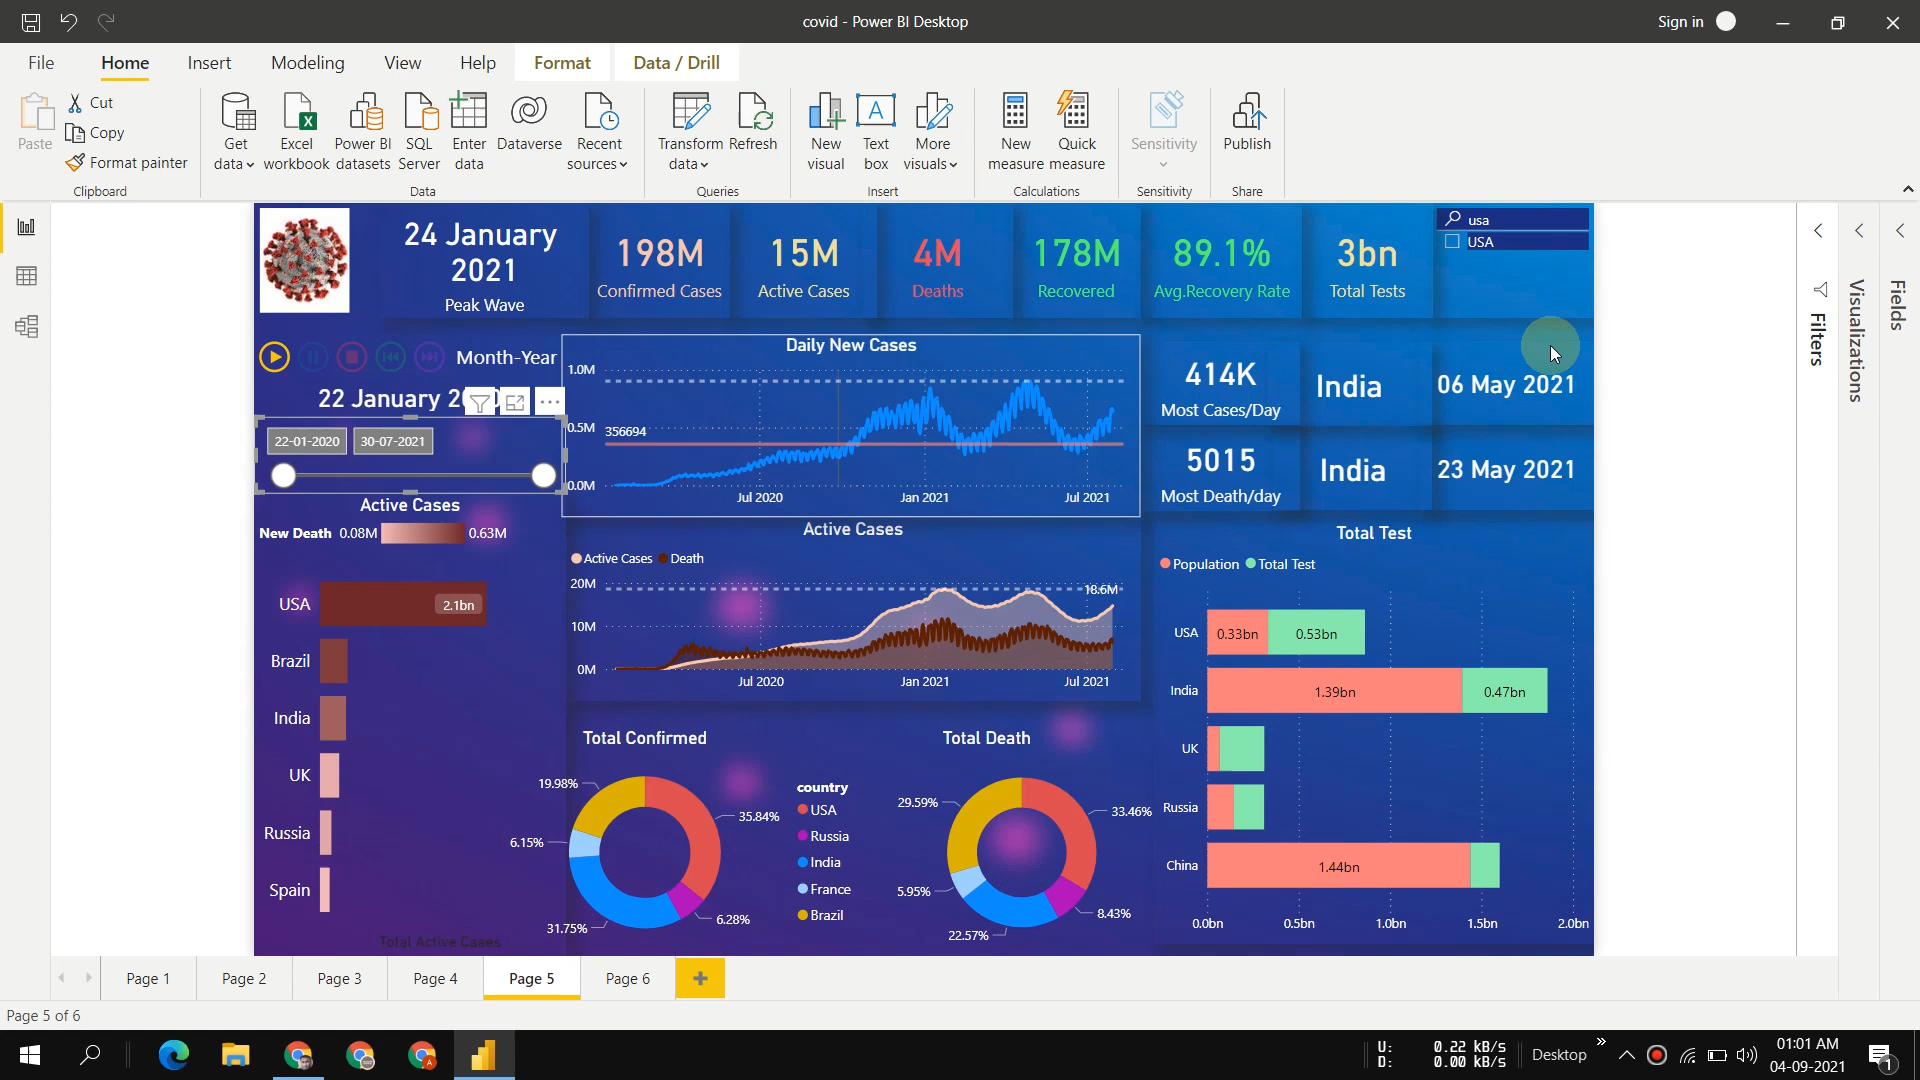 covid - Power BI Desktop
Sign in
File
Home
Insert
Modeling
View
Help
Format
Data / Drill
Paste
Cut
Copy
Format painter
Clipboard
Get data
Excel workbook
Power BI datasets
SQL Server
Enter data
Dataverse
Recent sources
Data
Transform data
Refresh
Queries
New visual
Text box
More visuals
Insert
New measure
Quick measure
Calculations
Sensitivity
Sensitivity
Publish
Share
24 January
2021
Peak Wave
198M
Confirmed Cases
15M
Active Cases
4M
Deaths
178M
Recovered
89.1%
Avg.Recovery Rate
3bn
Total Tests
usa
USA
Month-Year
22 January 2
22-01-2020
30-07-2021
Daily New Cases
1.0M
0.5M
0.0M
356694
Jul 2020
Jan 2021
Jul 2021
414K
Most Cases/Day
India
06 May 2021
5015
Most Death/day
India
23 May 2021
Active Cases
New Death 0.08M 0.63M
USA
2.1bn
Brazil
India
UK
Russia
Spain
Total Active Cases
Active Cases
Active Cases
Death
20M
10M
0M
18.6M
Jul 2020
Jan 2021
Jul 2021
Total Confirmed
19.98%
35.84%
6.15%
6.28%
31.75%
country
USA
Russia
India
France
Brazil
Total Death
29.59%
33.46%
5.95%
8.43%
22.57%
Total Test
Population
Total Test
USA
0.33bn
0.53bn
India
1.39bn
0.47bn
UK
Russia
China
1.44bn
0.0bn
0.5bn
1.0bn
1.5bn
2.0bn
Filters
Visualizations
Fields
Page 1
Page 2
Page 3
Page 4
Page 5
Page 6
Page 5 of 6
U: 0.22 kB/s
D: 0.00 kB/s
Desktop
01:01 AM
04-09-2021
1